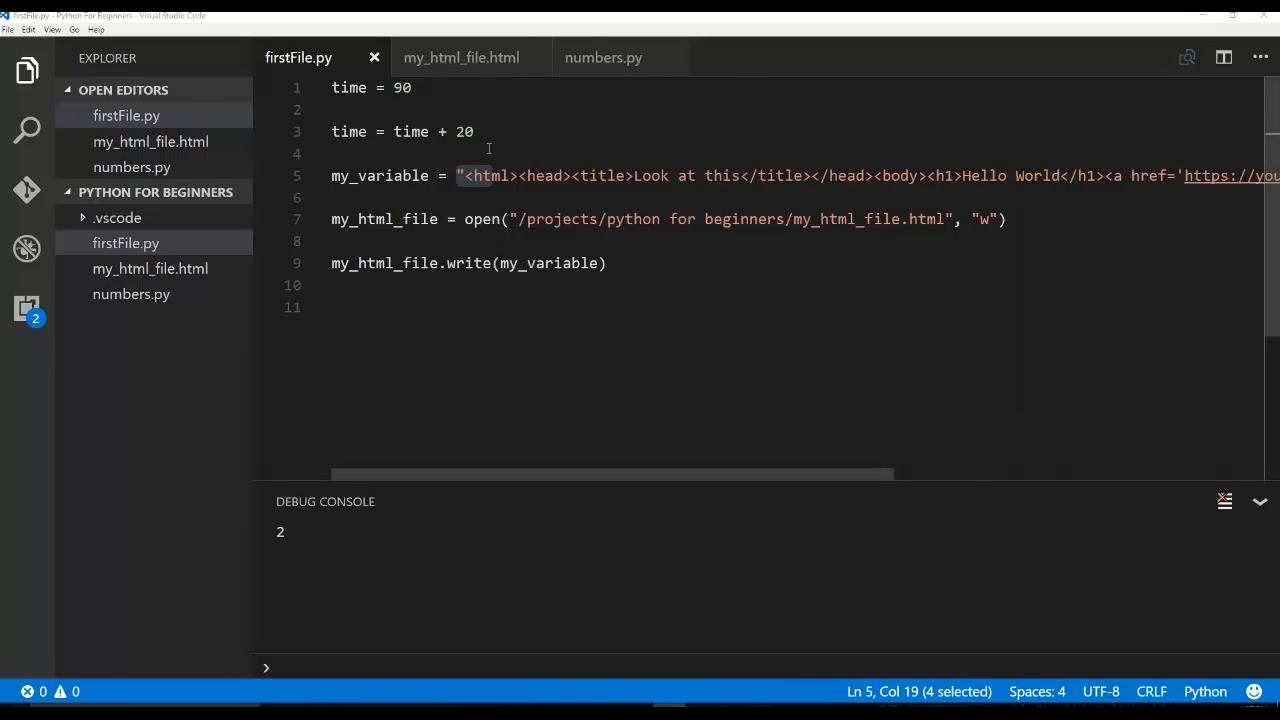 firstFile.py - Python For Beginners - Visual Studio Code
File Edit View Go Help
EXPLORER
OPEN EDITORS
firstFile.py
my_html_file.html
numbers.py
PYTHON FOR BEGINNERS
.vscode
firstFile.py
my_html_file.html
numbers.py
2
firstFile.py my_html_file.html numbers.py
1 time = 90
2
3 time = time + 20
4
5 my_variable = "<html><head><title>Look at this</title></head><body><h1>Hello World</h1><a href='https://you
6
7 my_html_file = open("/projects/python for beginners/my_html_file.html", "w")
8
9 my_html_file.write(my_variable)
10
11
DEBUG CONSOLE
2
0 0 Ln 5, Col 19 (4 selected) Spaces: 4 UTF-8 CRLF Python